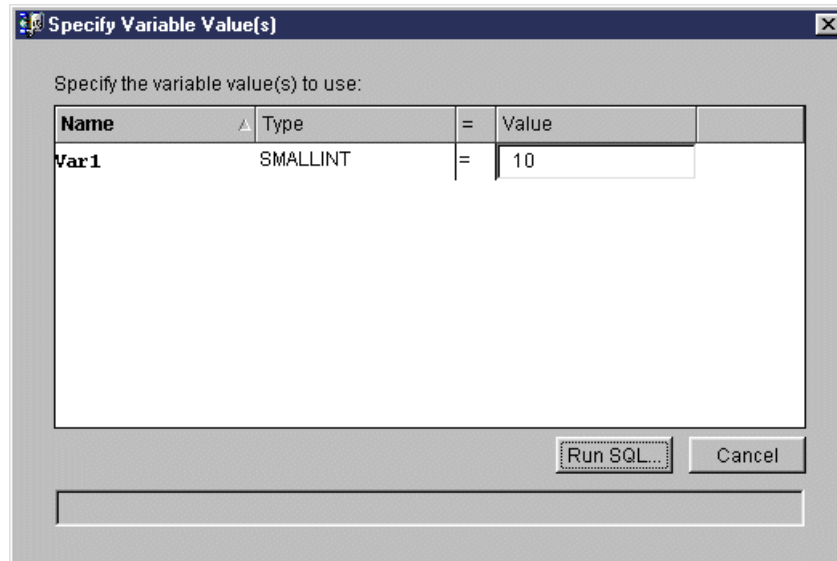 Specify Variable Value(s)
Specify the variable value(s) to use:
Name Type = Value
Var1 SMALLINT = 10
Run SQL... Cancel